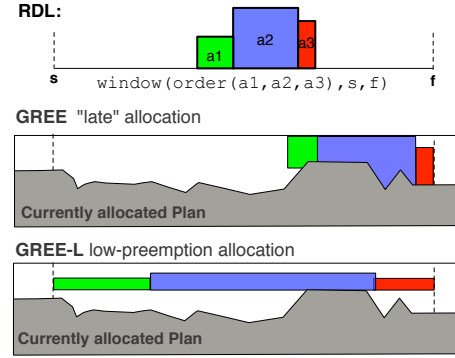 RDL:
a1
a2
a3
s
f
window(order(a1,a2,a3),s,f)
GREE "late" allocation
Currently allocated Plan
GREE-L low-preemption allocation
Currently allocated Plan